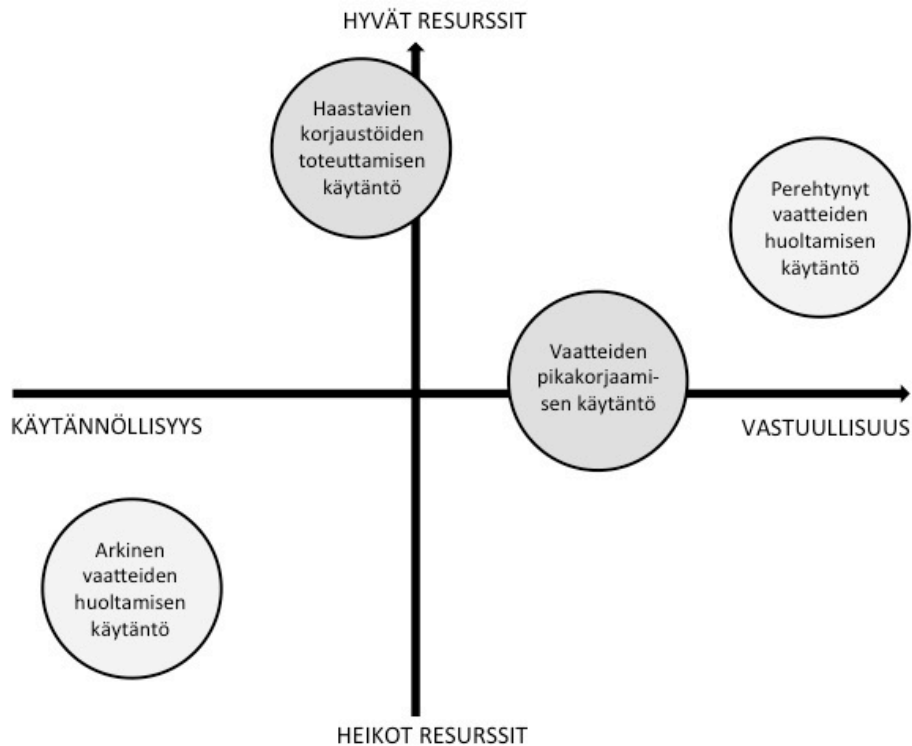 HYVÄT RESURSSIT
Haastavien
korjaustöiden
toteuttamisen
käytäntö
Perehtynyt
vaatteiden
huoltamisen
käytäntö
Vaatteiden
pikakorjaami-
sen käytäntö
KÄYTÄNNÖLLISYYS
VASTUULLISUUS
Arkinen
vaatteiden
huoltamisen
käytäntö
HEIKOT RESURSSIT